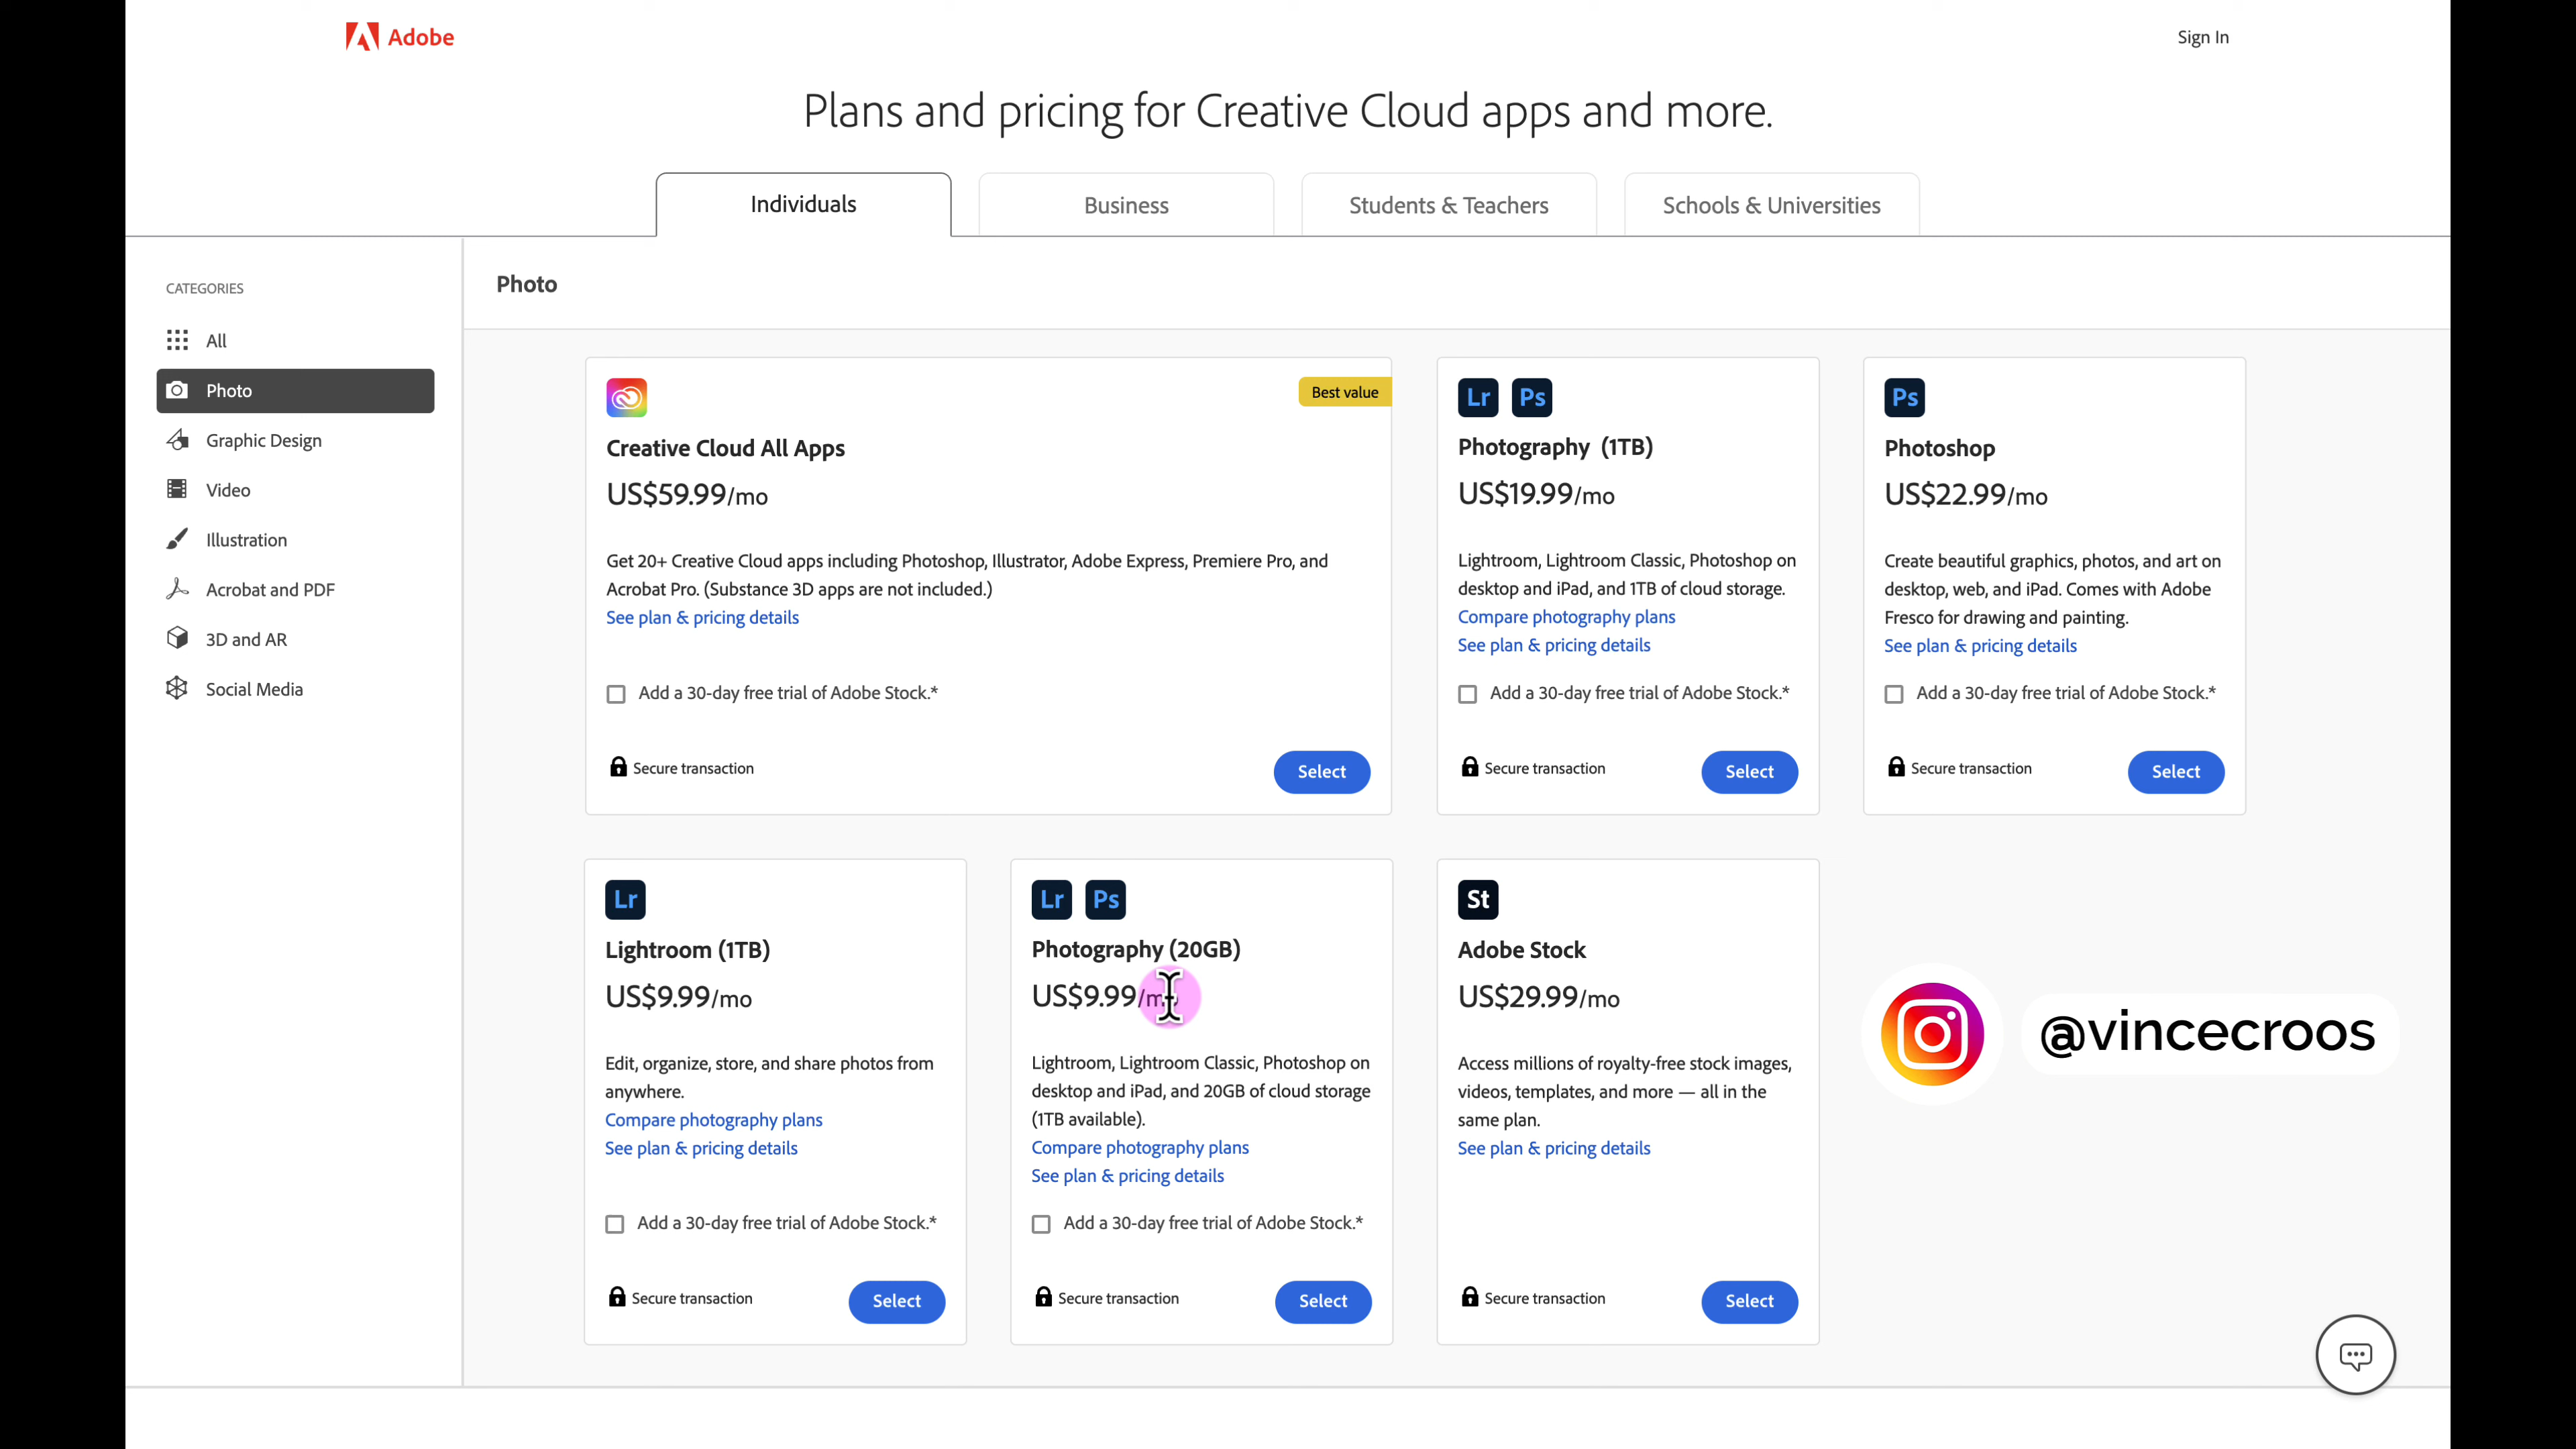 Adobe
Sign In
Plans and pricing for Creative Cloud apps and more.
Individuals
Business
Students & Teachers
Schools & Universities
CATEGORIES
All
Photo
Graphic Design
Video
Illustration
Acrobat and PDF
3D and AR
Social Media
Photo
Best value
Creative Cloud All Apps
US$59.99/mo
Get 20+ Creative Cloud apps including Photoshop, Illustrator, Adobe Express, Premiere Pro, and
Acrobat Pro. (Substance 3D apps are not included.)
See plan & pricing details
Add a 30-day free trial of Adobe Stock.*
Secure transaction
Select
Lr Ps
Photography (1TB)
US$19.99/mo
Lightroom, Lightroom Classic, Photoshop on
desktop and iPad, and 1TB of cloud storage.
Compare photography plans
See plan & pricing details
Add a 30-day free trial of Adobe Stock.*
Secure transaction
Select
Ps
Photoshop
US$22.99/mo
Create beautiful graphics, photos, and art on
desktop, web, and iPad. Comes with Adobe
Fresco for drawing and painting.
See plan & pricing details
Add a 30-day free trial of Adobe Stock.*
Secure transaction
Select
Lr
Lightroom (1TB)
US$9.99/mo
Edit, organize, store, and share photos from
anywhere.
Compare photography plans
See plan & pricing details
Add a 30-day free trial of Adobe Stock.*
Secure transaction
Select
Lr Ps
Photography (20GB)
US$9.99/mo
Lightroom, Lightroom Classic, Photoshop on
desktop and iPad, and 20GB of cloud storage
(1TB available).
Compare photography plans
See plan & pricing details
Add a 30-day free trial of Adobe Stock.*
Secure transaction
Select
St
Adobe Stock
US$29.99/mo
Access millions of royalty-free stock images,
videos, templates, and more — all in the
same plan.
See plan & pricing details
Secure transaction
Select
@vincecroos